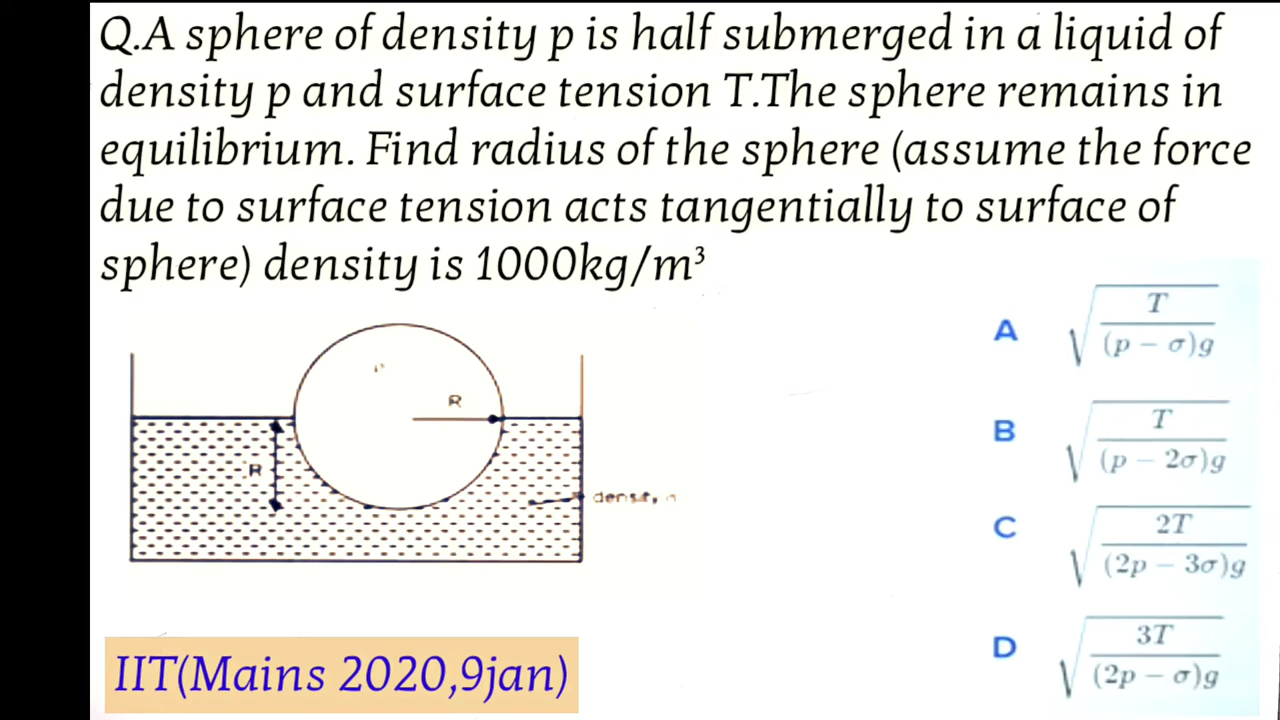 Q.A sphere of density p is half submerged in a liquid of
density p and surface tension T.The sphere remains in
equilibrium. Find radius of the sphere (assume the force
due to surface tension acts tangentially to surface of
sphere) density is 1000kg/m³
A √(T/((p − σ)g))
B √(T/((p − 2σ)g))
C √(2T/((2p − 3σ)g))
D √(3T/((2p − σ)g))
R
R
IIT(Mains 2020,9jan)